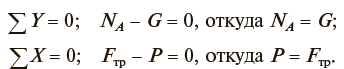 ∑ Y = 0; N_A – G = 0, откуда N_A = G;
∑ X = 0; F_тр – P = 0, откуда P = F_тр.